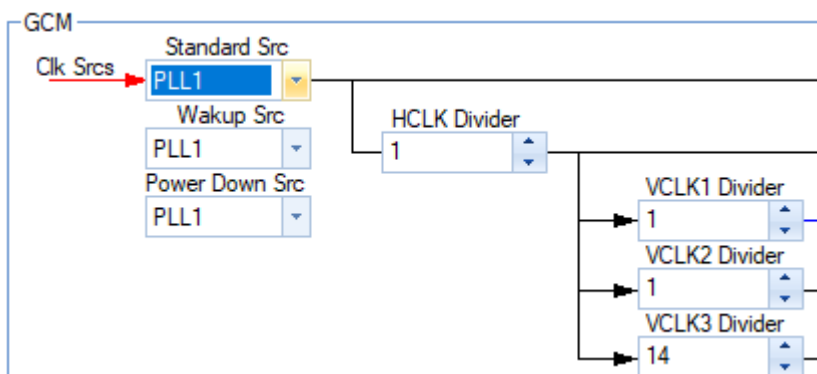 GCM
Standard Src
Clk Srcs
PLL1
Wakup Src
HCLK Divider
PLL1
1
Power Down Src
VCLK1 Divider
PLL1
1
VCLK2 Divider
1
VCLK3 Divider
14